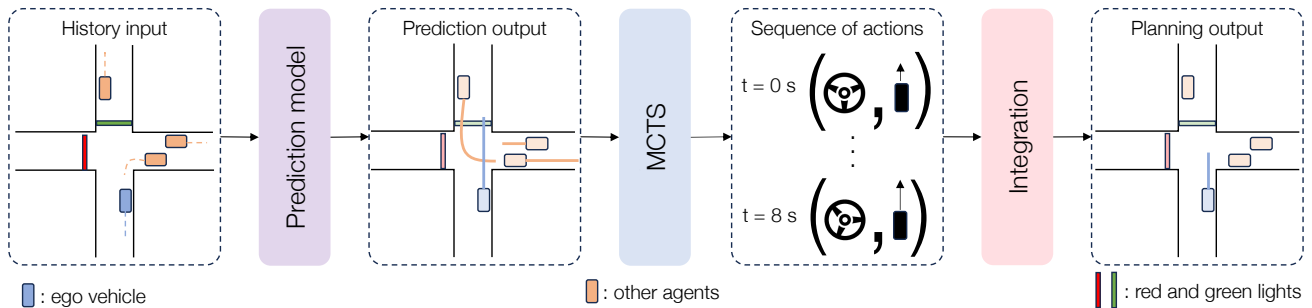 History input
Prediction model
Prediction output
MCTS
Sequence of actions
t = 0 s ( , )
t = 8 s ( , )
Integration
Planning output
: ego vehicle
: other agents
: red and green lights